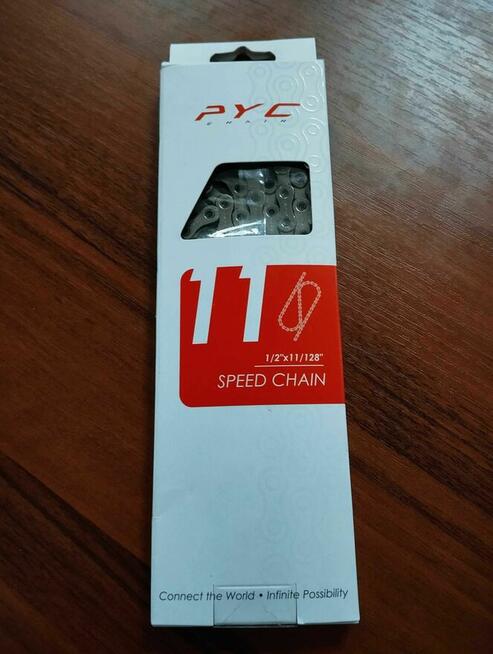 PYC
CHAIN
11
1/2"x11/128"
SPEED CHAIN
Connect the World • Infinite Possibility